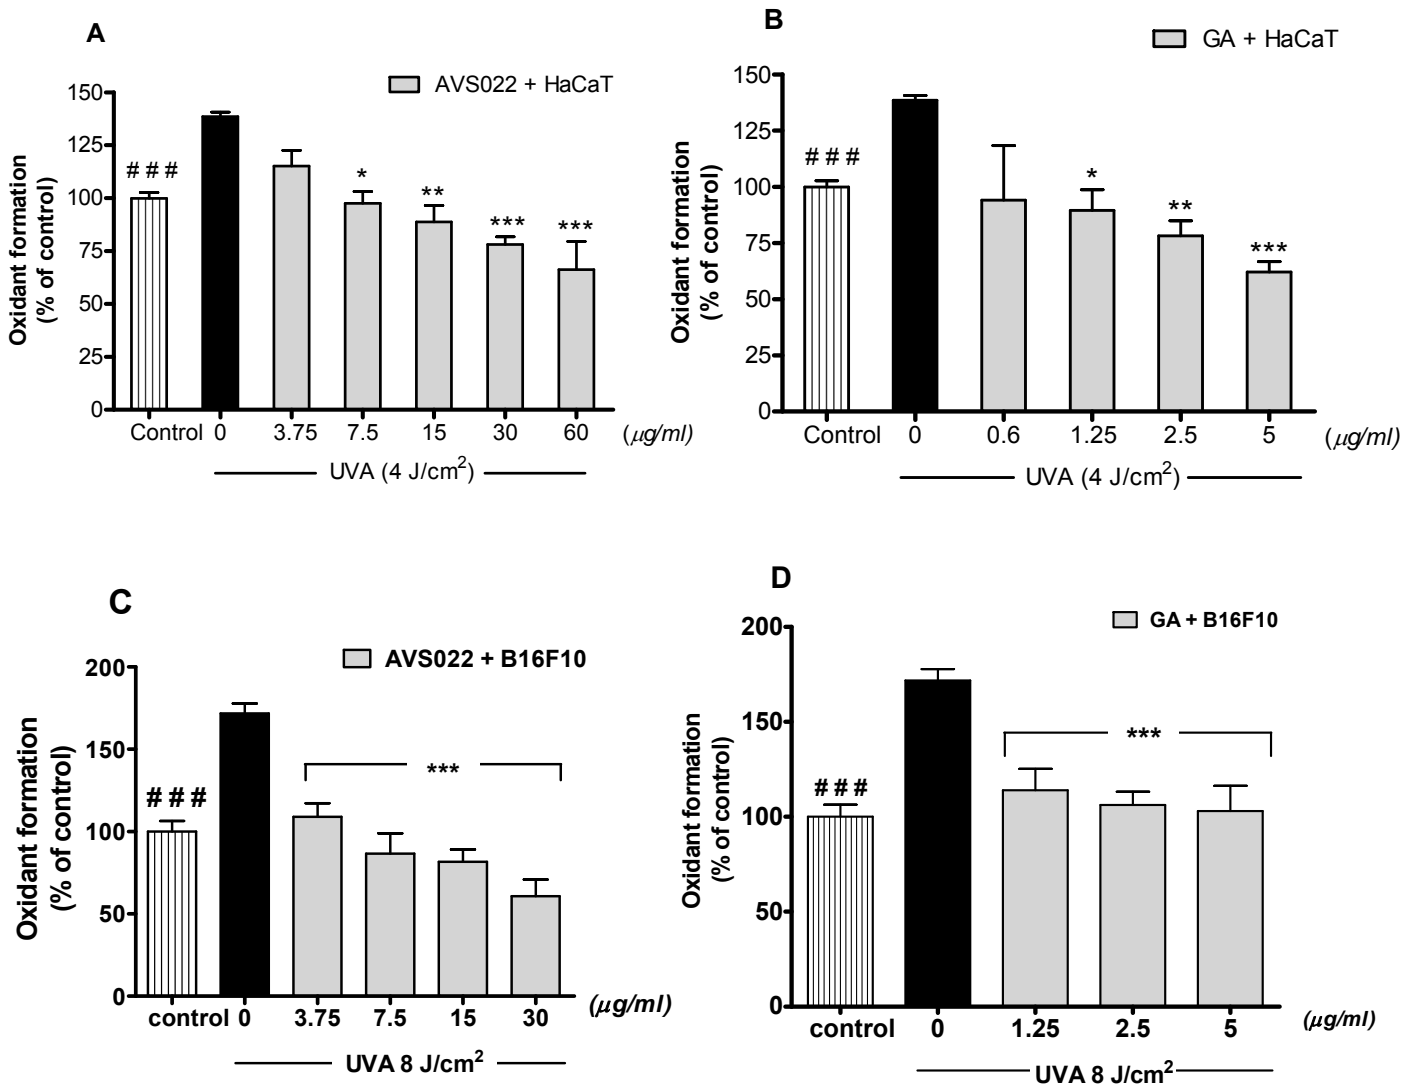 A
AVS022 + HaCaT
Oxidant formation
(% of control)
150
125
100
75
50
25
0
# # #
*
**
***
***
Control 0 3.75 7.5 15 30 60 (μg/ml)
UVA (4 J/cm²)
B
GA + HaCaT
Oxidant formation
(% of control)
150
125
100
75
50
25
0
# # #
*
**
***
Control 0 0.6 1.25 2.5 5 (μg/ml)
UVA (4 J/cm²)
C
AVS022 + B16F10
Oxidant formation
(% of control)
200
150
100
50
0
# # #
***
control 0 3.75 7.5 15 30 (μg/ml)
UVA 8 J/cm²
D
GA + B16F10
Oxidant formation
(% of control)
200
150
100
50
0
# # #
***
control 0 1.25 2.5 5 (μg/ml)
UVA 8 J/cm²